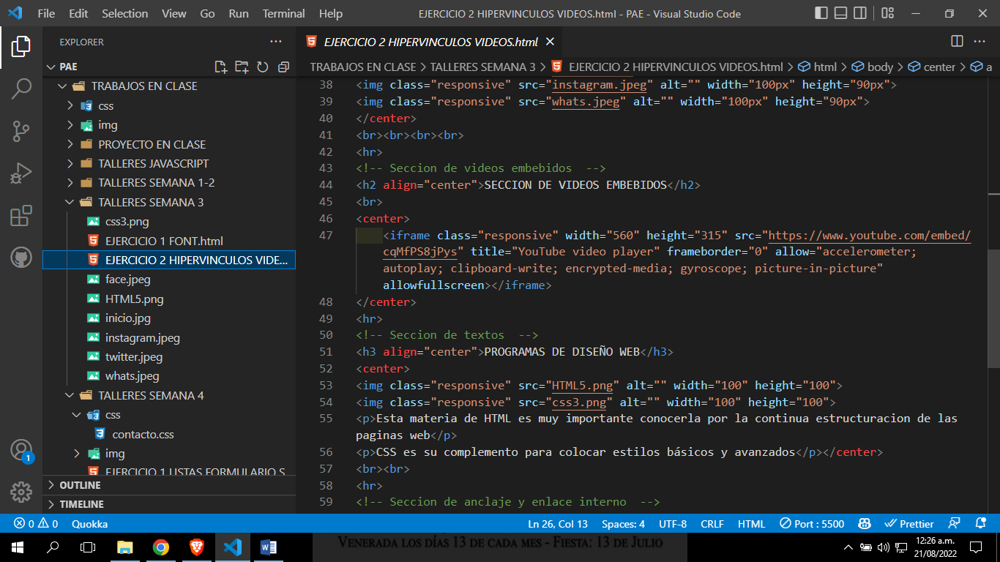 File Edit Selection View Go Run Terminal Help EJERCICIO 2 HIPERVINCULOS VIDEOS.html - PAE - Visual Studio Code
EXPLORER
PAE
TRABAJOS EN CLASE
css
img
PROYECTO EN CLASE
TALLERES JAVASCRIPT
TALLERES SEMANA 1-2
TALLERES SEMANA 3
css3.png
EJERCICIO 1 FONT.html
EJERCICIO 2 HIPERVINCULOS VIDE...
face.jpeg
HTML5.png
inicio.jpg
instagram.jpeg
twitter.jpeg
whats.jpeg
TALLERES SEMANA 4
css
contacto.css
img
EJERCICIO 1 LISTAS FORMULARIO S
OUTLINE
TIMELINE
EJERCICIO 2 HIPERVINCULOS VIDEOS.html
TRABAJOS EN CLASE > TALLERES SEMANA 3 > EJERCICIO 2 HIPERVINCULOS VIDEOS.html > html > body > center > a
38 <img class="responsive" src="instagram.jpeg" alt="" width="100px" height="90px">
39 <img class="responsive" src="whats.jpeg" alt="" width="100px" height="90px">
40 </center>
41 <br><br><br><br>
42 <hr>
43 <!-- Seccion de videos embebidos  -->
44 <h2 align="center">SECCION DE VIDEOS EMBEBIDOS</h2>
45 <br>
46 <center>
47 <iframe class="responsive" width="560" height="315" src="https://www.youtube.com/embed/
cqMfPS8jPys" title="YouTube video player" frameborder="0" allow="accelerometer;
autoplay; clipboard-write; encrypted-media; gyroscope; picture-in-picture"
allowfullscreen></iframe>
48 </center>
49 <hr>
50 <!-- Seccion de textos  -->
51 <h3 align="center">PROGRAMAS DE DISEÑO WEB</h3>
52 <center>
53 <img class="responsive" src="HTML5.png" alt="" width="100" height="100">
54 <img class="responsive" src="css3.png" alt="" width="100" height="100">
55 <p>Esta materia de HTML es muy importante conocerla por la continua estructuracion de las
paginas web</p>
56 <p>CSS es su complemento para colocar estilos básicos y avanzados</p></center>
57 <br><br>
58 <hr>
59 <!-- Seccion de anclaje y enlace interno  -->
0 0 Quokka Ln 26, Col 13 Spaces: 4 UTF-8 CRLF HTML Port : 5500 Prettier
1
VENERADA LOS DÍAS 13 DE CADA MES - FIESTA: 13 DE JULIO
12:26 a.m.
21/08/2022